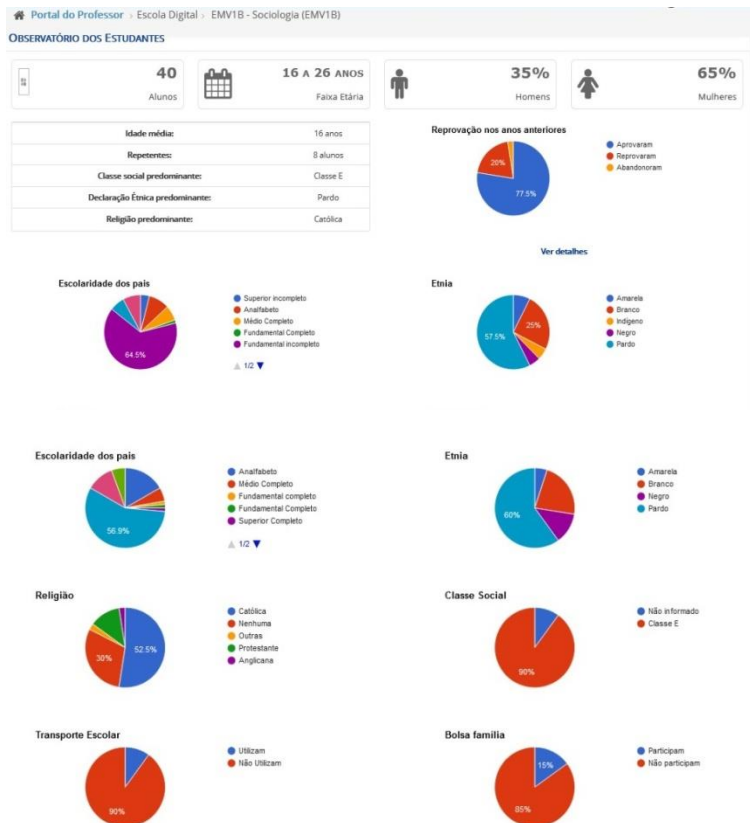 Portal do Professor › Escola Digital › EMV1B - Sociologia (EMV1B)
OBSERVATÓRIO DOS ESTUDANTES
40
Alunos
16 A 26 ANOS
Faixa Etária
35%
Homens
65%
Mulheres
Idade média: 16 anos
Repetentes: 8 alunos
Classe social predominante: Classe E
Declaração Étnica predominante: Pardo
Religião predominante: Católica
Reprovação nos anos anteriores
20%
77.5%
Aprovaram
Reprovaram
Abandonoram
Ver detalhes
Escolaridade dos pais
64.5%
Superior incompleto
Analfabeto
Médio Completo
Fundamental Completo
Fundamental incompleto
1/2
Etnia
25%
57.5%
Amarela
Branco
Indígeno
Negro
Pardo
Escolaridade dos pais
56.9%
Analfabeto
Médio Completo
Fundamental completo
Fundamental Completo
Superior Completo
1/2
Etnia
60%
Amarela
Branco
Negro
Pardo
Religião
52.5%
30%
Católica
Nenhuma
Outras
Protestante
Anglicana
Classe Social
90%
Não informado
Classe E
Transporte Escolar
90%
Utilizam
Não Utilizam
Bolsa família
15%
85%
Participam
Não participam